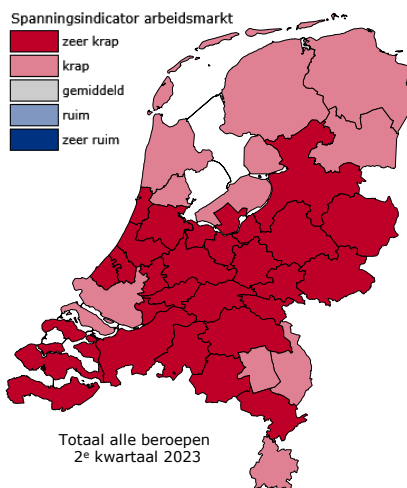 Spanningsindicator arbeidsmarkt
zeer krap
krap
gemiddeld
ruim
zeer ruim
Totaal alle beroepen
2ᵉ kwartaal 2023